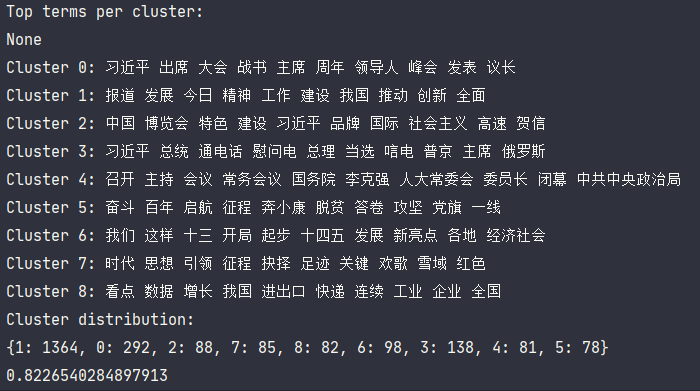 Top terms per cluster:
None
Cluster 0: 习近平 出席 大会 战书 主席 周年 领导人 峰会 发表 议长
Cluster 1: 报道 发展 今日 精神 工作 建设 我国 推动 创新 全面
Cluster 2: 中国 博览会 特色 建设 习近平 品牌 国际 社会主义 高速 贺信
Cluster 3: 习近平 总统 通电话 慰问电 总理 当选 唁电 普京 主席 俄罗斯
Cluster 4: 召开 主持 会议 常务会议 国务院 李克强 人大常委会 委员长 闭幕 中共中央政治局
Cluster 5: 奋斗 百年 启航 征程 奔小康 脱贫 答卷 攻坚 党旗 一线
Cluster 6: 我们 这样 十三 开局 起步 十四五 发展 新亮点 各地 经济社会
Cluster 7: 时代 思想 引领 征程 抉择 足迹 关键 欢歌 雪域 红色
Cluster 8: 看点 数据 增长 我国 进出口 快递 连续 工业 企业 全国
Cluster distribution:
{1: 1364, 0: 292, 2: 88, 7: 85, 8: 82, 6: 98, 3: 138, 4: 81, 5: 78}
0.8226540284897913